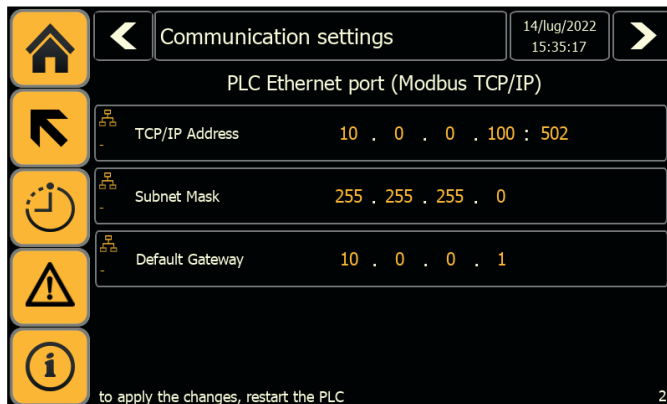 Communication settings
14/lug/2022
15:35:17
PLC Ethernet port (Modbus TCP/IP)
TCP/IP Address 10 . 0 . 0 . 100 : 502
-
Subnet Mask 255 . 255 . 255 . 0
-
Default Gateway 10 . 0 . 0 . 1
-
i
to apply the changes, restart the PLC 2